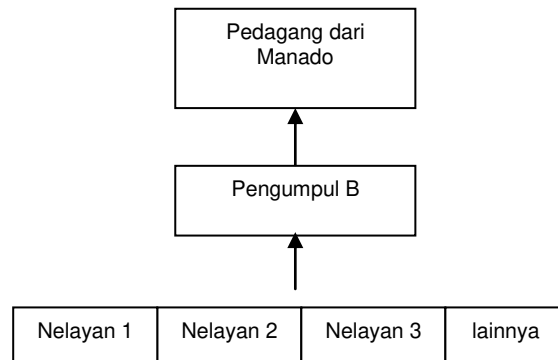 Pedagang dari
Manado
Pengumpul B
Nelayan 1 Nelayan 2 Nelayan 3 lainnya